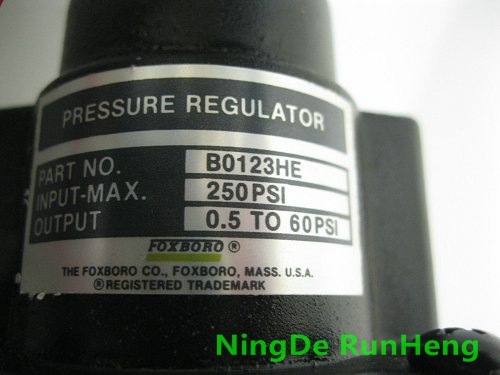 PRESSURE REGULATOR
PART NO. B0123HE
INPUT-MAX. 250PSI
OUTPUT 0.5 TO 60PSI
FOXBORO ®
THE FOXBORO CO., FOXBORO, MASS. U.S.A.
® REGISTERED TRADEMARK
NingDe RunHeng